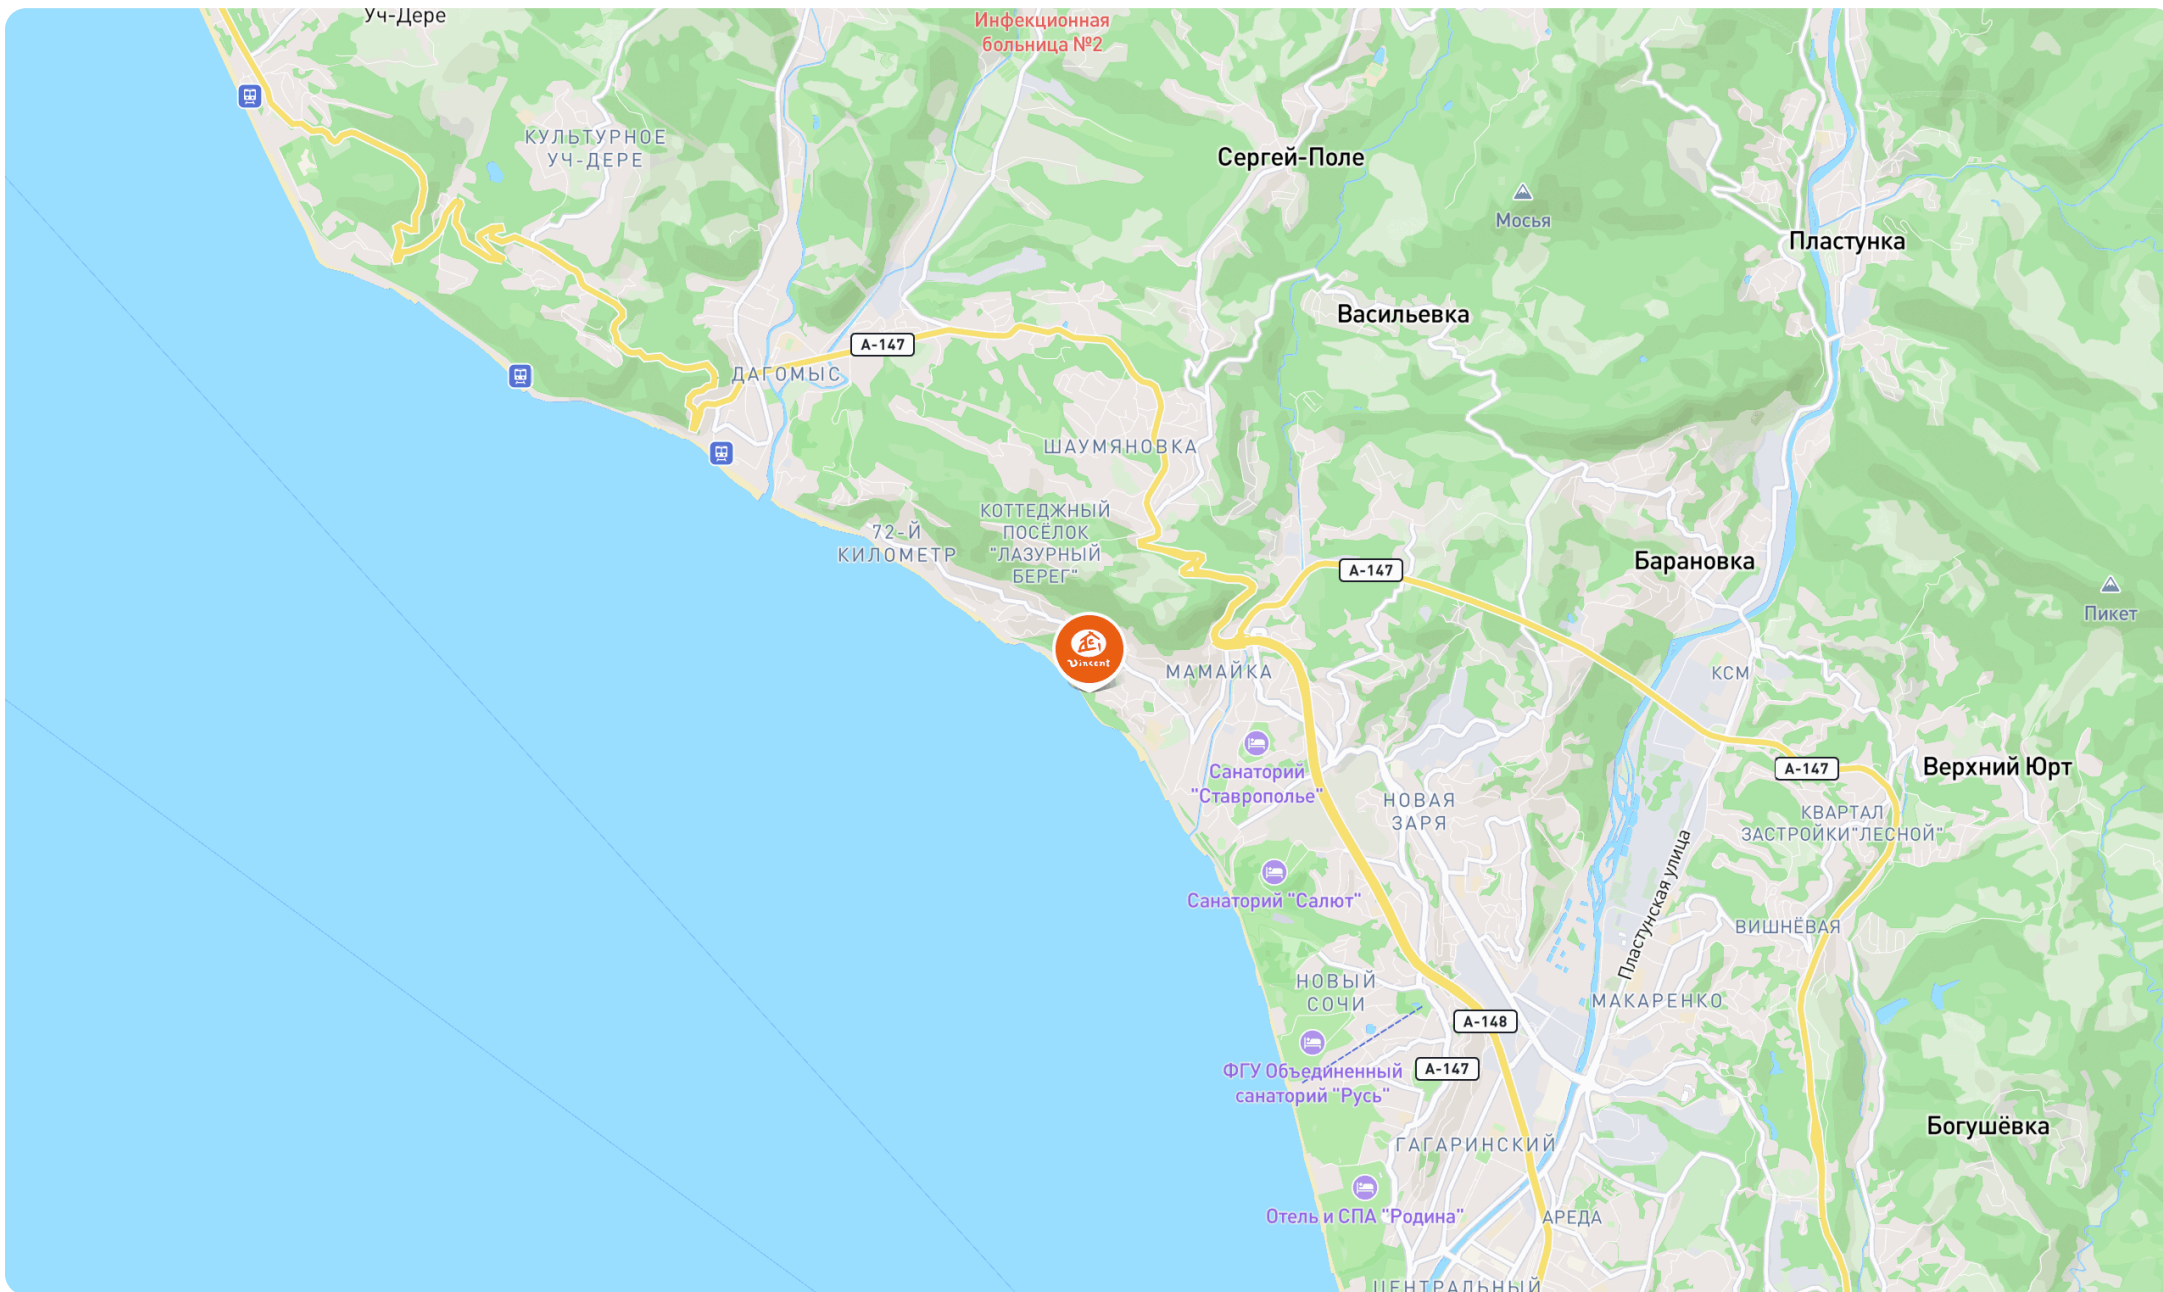 Уч-Дере
Инфекционная
больница №2
КУЛЬТУРНОЕ
УЧ-ДЕРЕ
Сергей-Поле
Мосья
Пластунка
Васильевка
А-147
ДАГОМЫС
ШАУМЯНОВКА
72-Й
КИЛОМЕТР
КОТТЕДЖНЫЙ
ПОСЁЛОК
"ЛАЗУРНЫЙ
БЕРЕГ"
А-147
Барановка
Пикет
Vincent
МАМАЙКА
КСМ
Санаторий
"Ставрополье"
НОВАЯ
ЗАРЯ
А-147
Верхний Юрт
КВАРТАЛ
ЗАСТРОЙКИ"ЛЕСНОЙ"
Пластунская улица
Санаторий "Салют"
ВИШНЁВАЯ
НОВЫЙ
СОЧИ
МАКАРЕНКО
А-148
А-147
ФГУ Объединенный
санаторий "Русь"
ГАГАРИНСКИЙ
Богушёвка
Отель и СПА "Родина"
АРЕДА
ЦЕНТРАЛЬНЫЙ